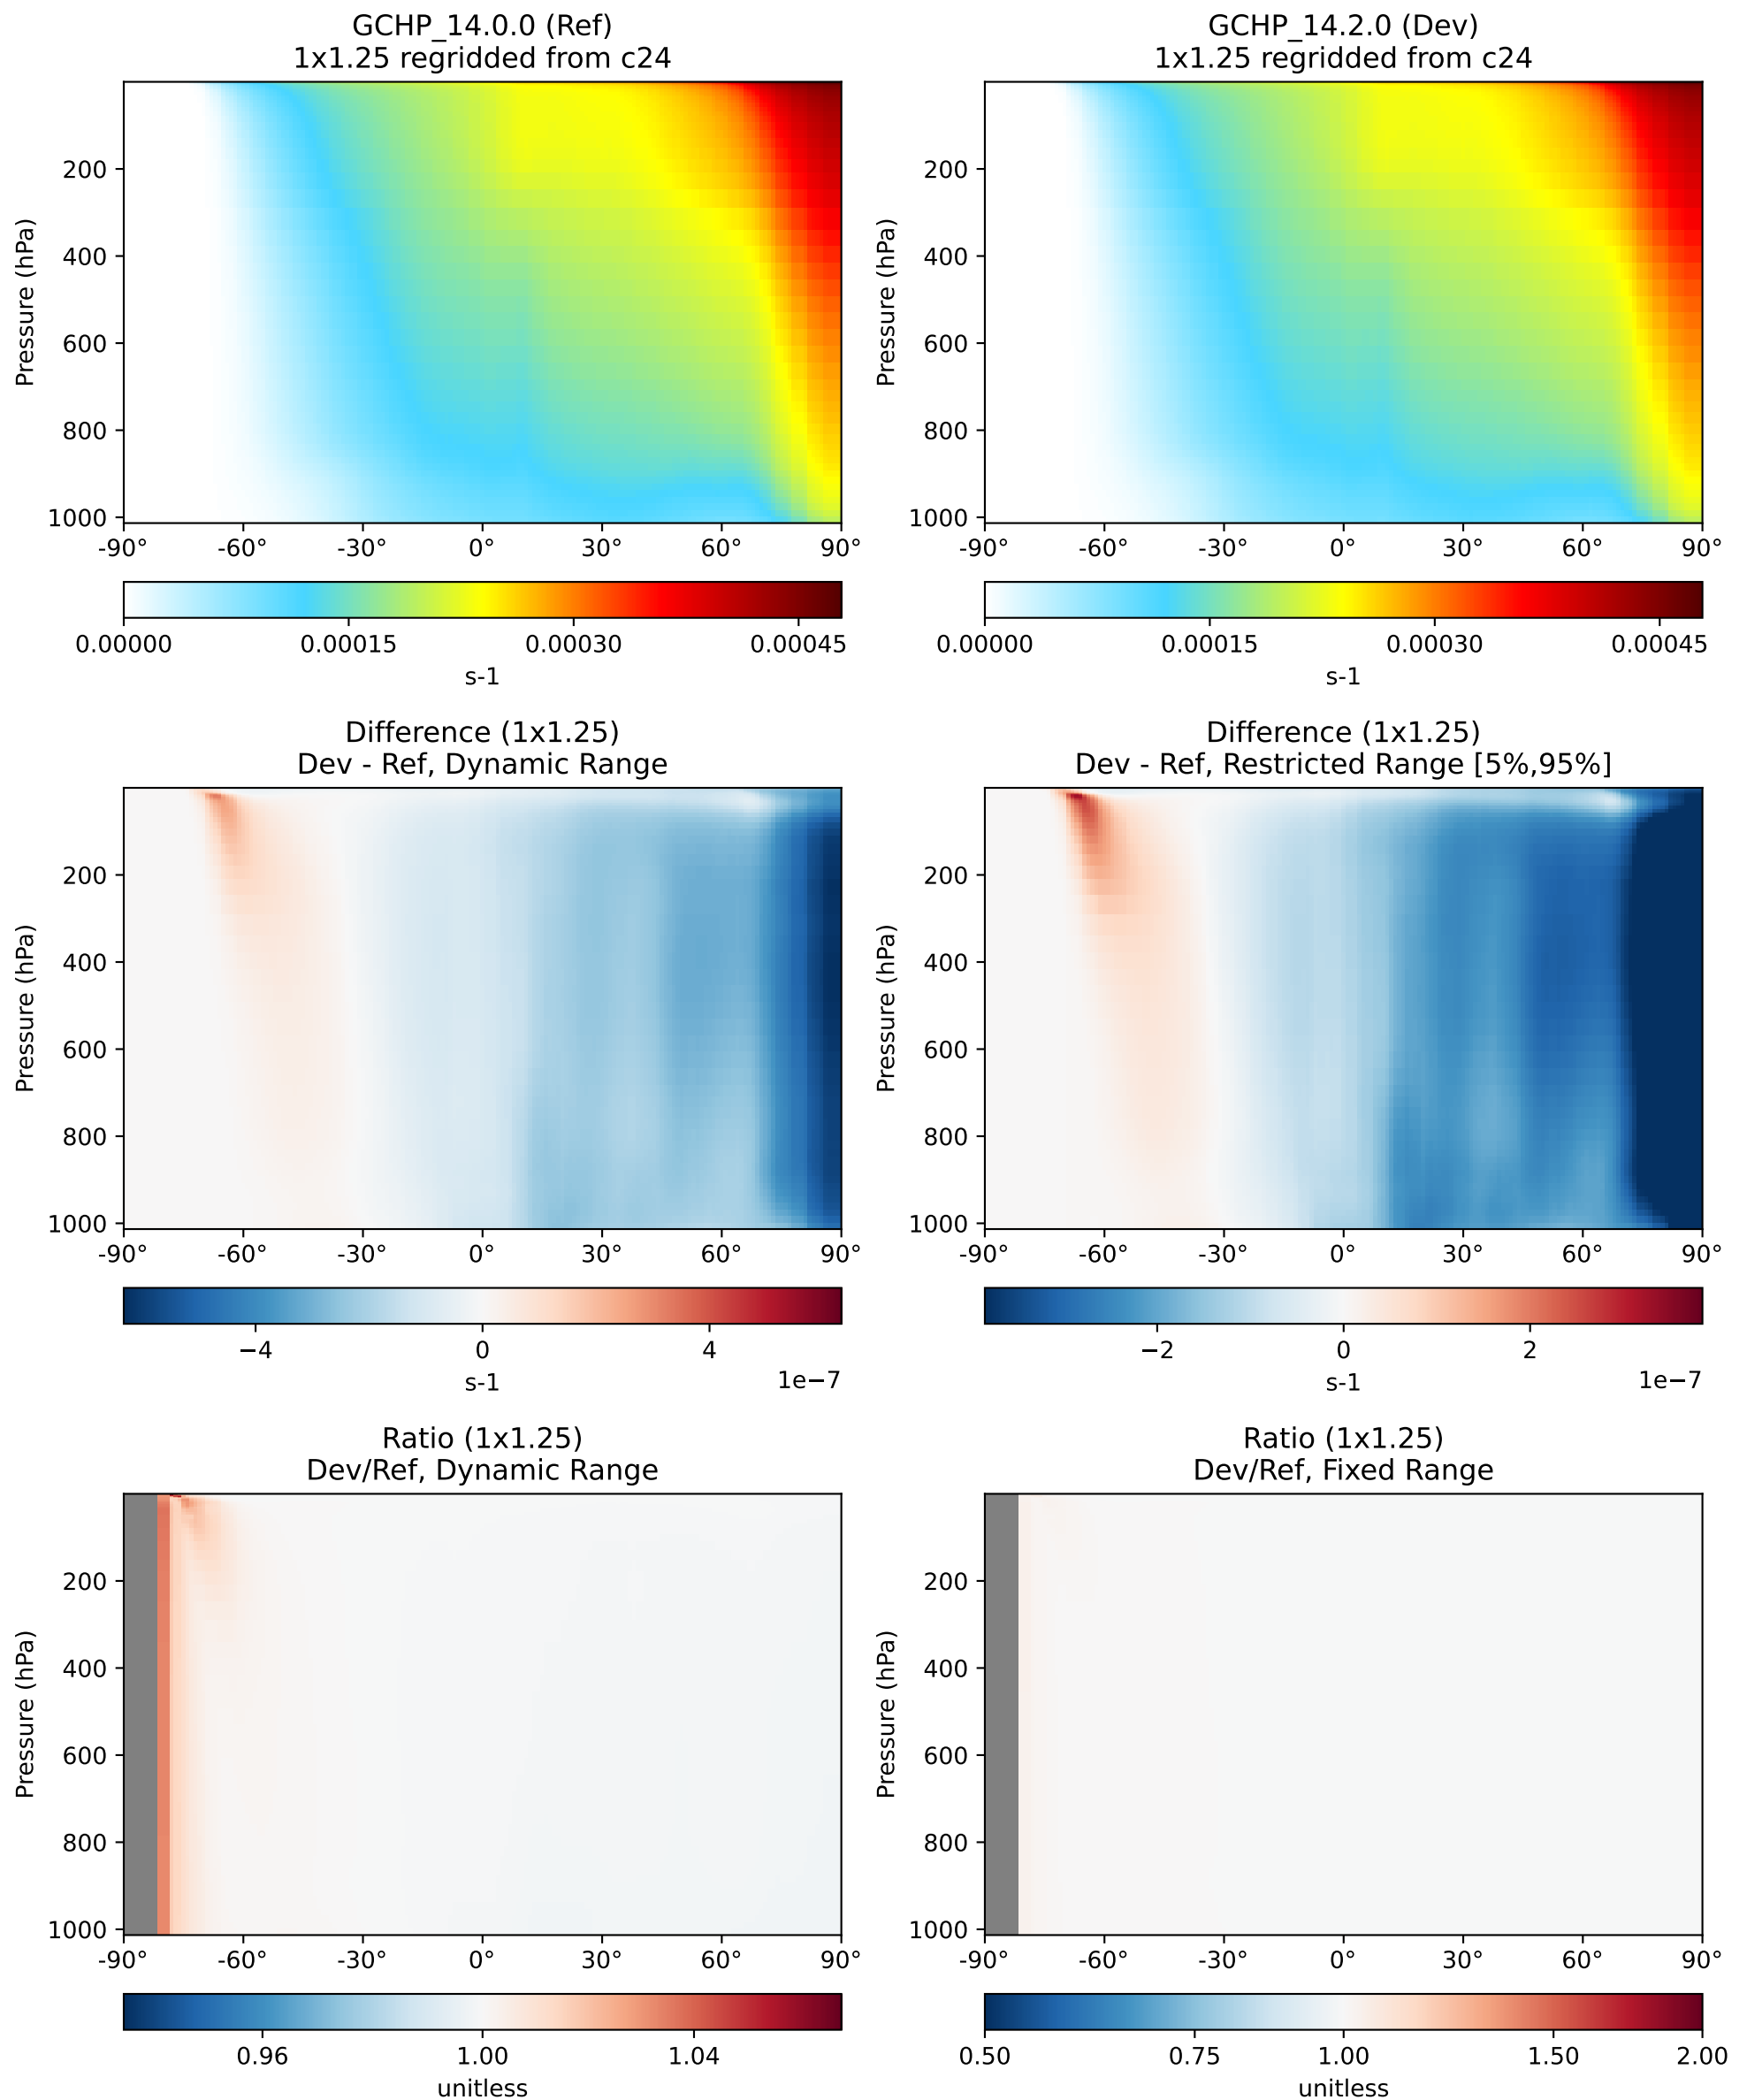 GCHP_14.0.0 (Ref)
1x1.25 regridded from c24
Pressure (hPa)
200
400
600
800
1000
-90° -60° -30° 0° 30° 60° 90°
0.00000 0.00015 0.00030 0.00045
s-1
GCHP_14.2.0 (Dev)
1x1.25 regridded from c24
Pressure (hPa)
200
400
600
800
1000
-90° -60° -30° 0° 30° 60° 90°
0.00000 0.00015 0.00030 0.00045
s-1
Difference (1x1.25)
Dev - Ref, Dynamic Range
Pressure (hPa)
200
400
600
800
1000
-90° -60° -30° 0° 30° 60° 90°
−4 0 4
s-1 1e−7
Difference (1x1.25)
Dev - Ref, Restricted Range [5%,95%]
Pressure (hPa)
200
400
600
800
1000
-90° -60° -30° 0° 30° 60° 90°
−2 0 2
s-1 1e−7
Ratio (1x1.25)
Dev/Ref, Dynamic Range
Pressure (hPa)
200
400
600
800
1000
-90° -60° -30° 0° 30° 60° 90°
0.96 1.00 1.04
unitless
Ratio (1x1.25)
Dev/Ref, Fixed Range
Pressure (hPa)
200
400
600
800
1000
-90° -60° -30° 0° 30° 60° 90°
0.50 0.75 1.00 1.50 2.00
unitless